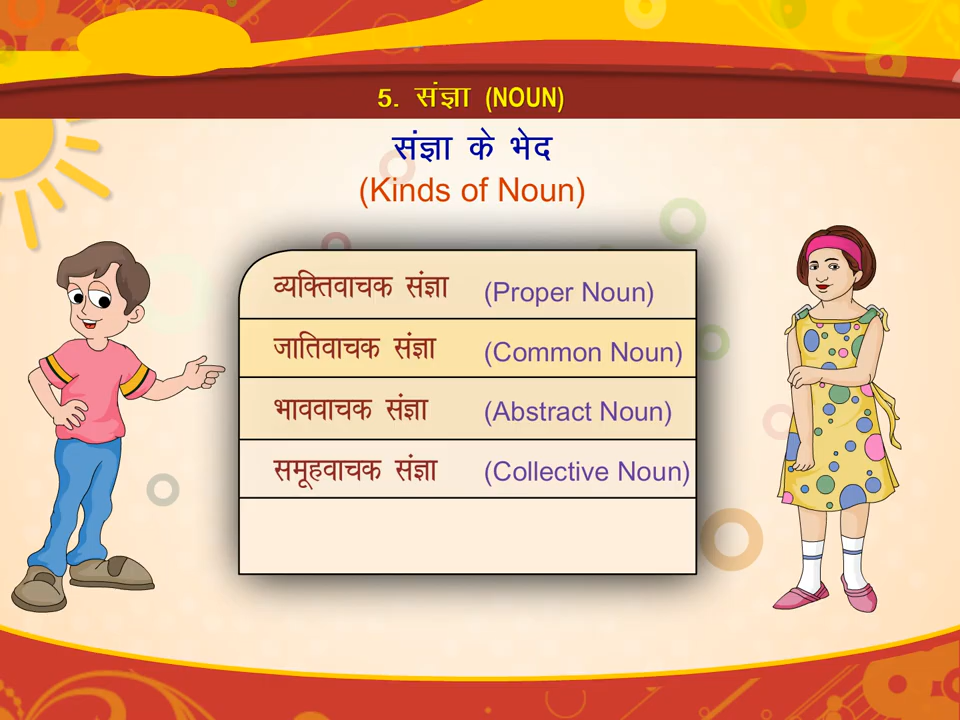 5. संज्ञा (NOUN)
संज्ञा के भेद
(Kinds of Noun)
व्यक्तिवाचक संज्ञा (Proper Noun)
जातिवाचक संज्ञा (Common Noun)
भाववाचक संज्ञा (Abstract Noun)
समूहवाचक संज्ञा (Collective Noun)